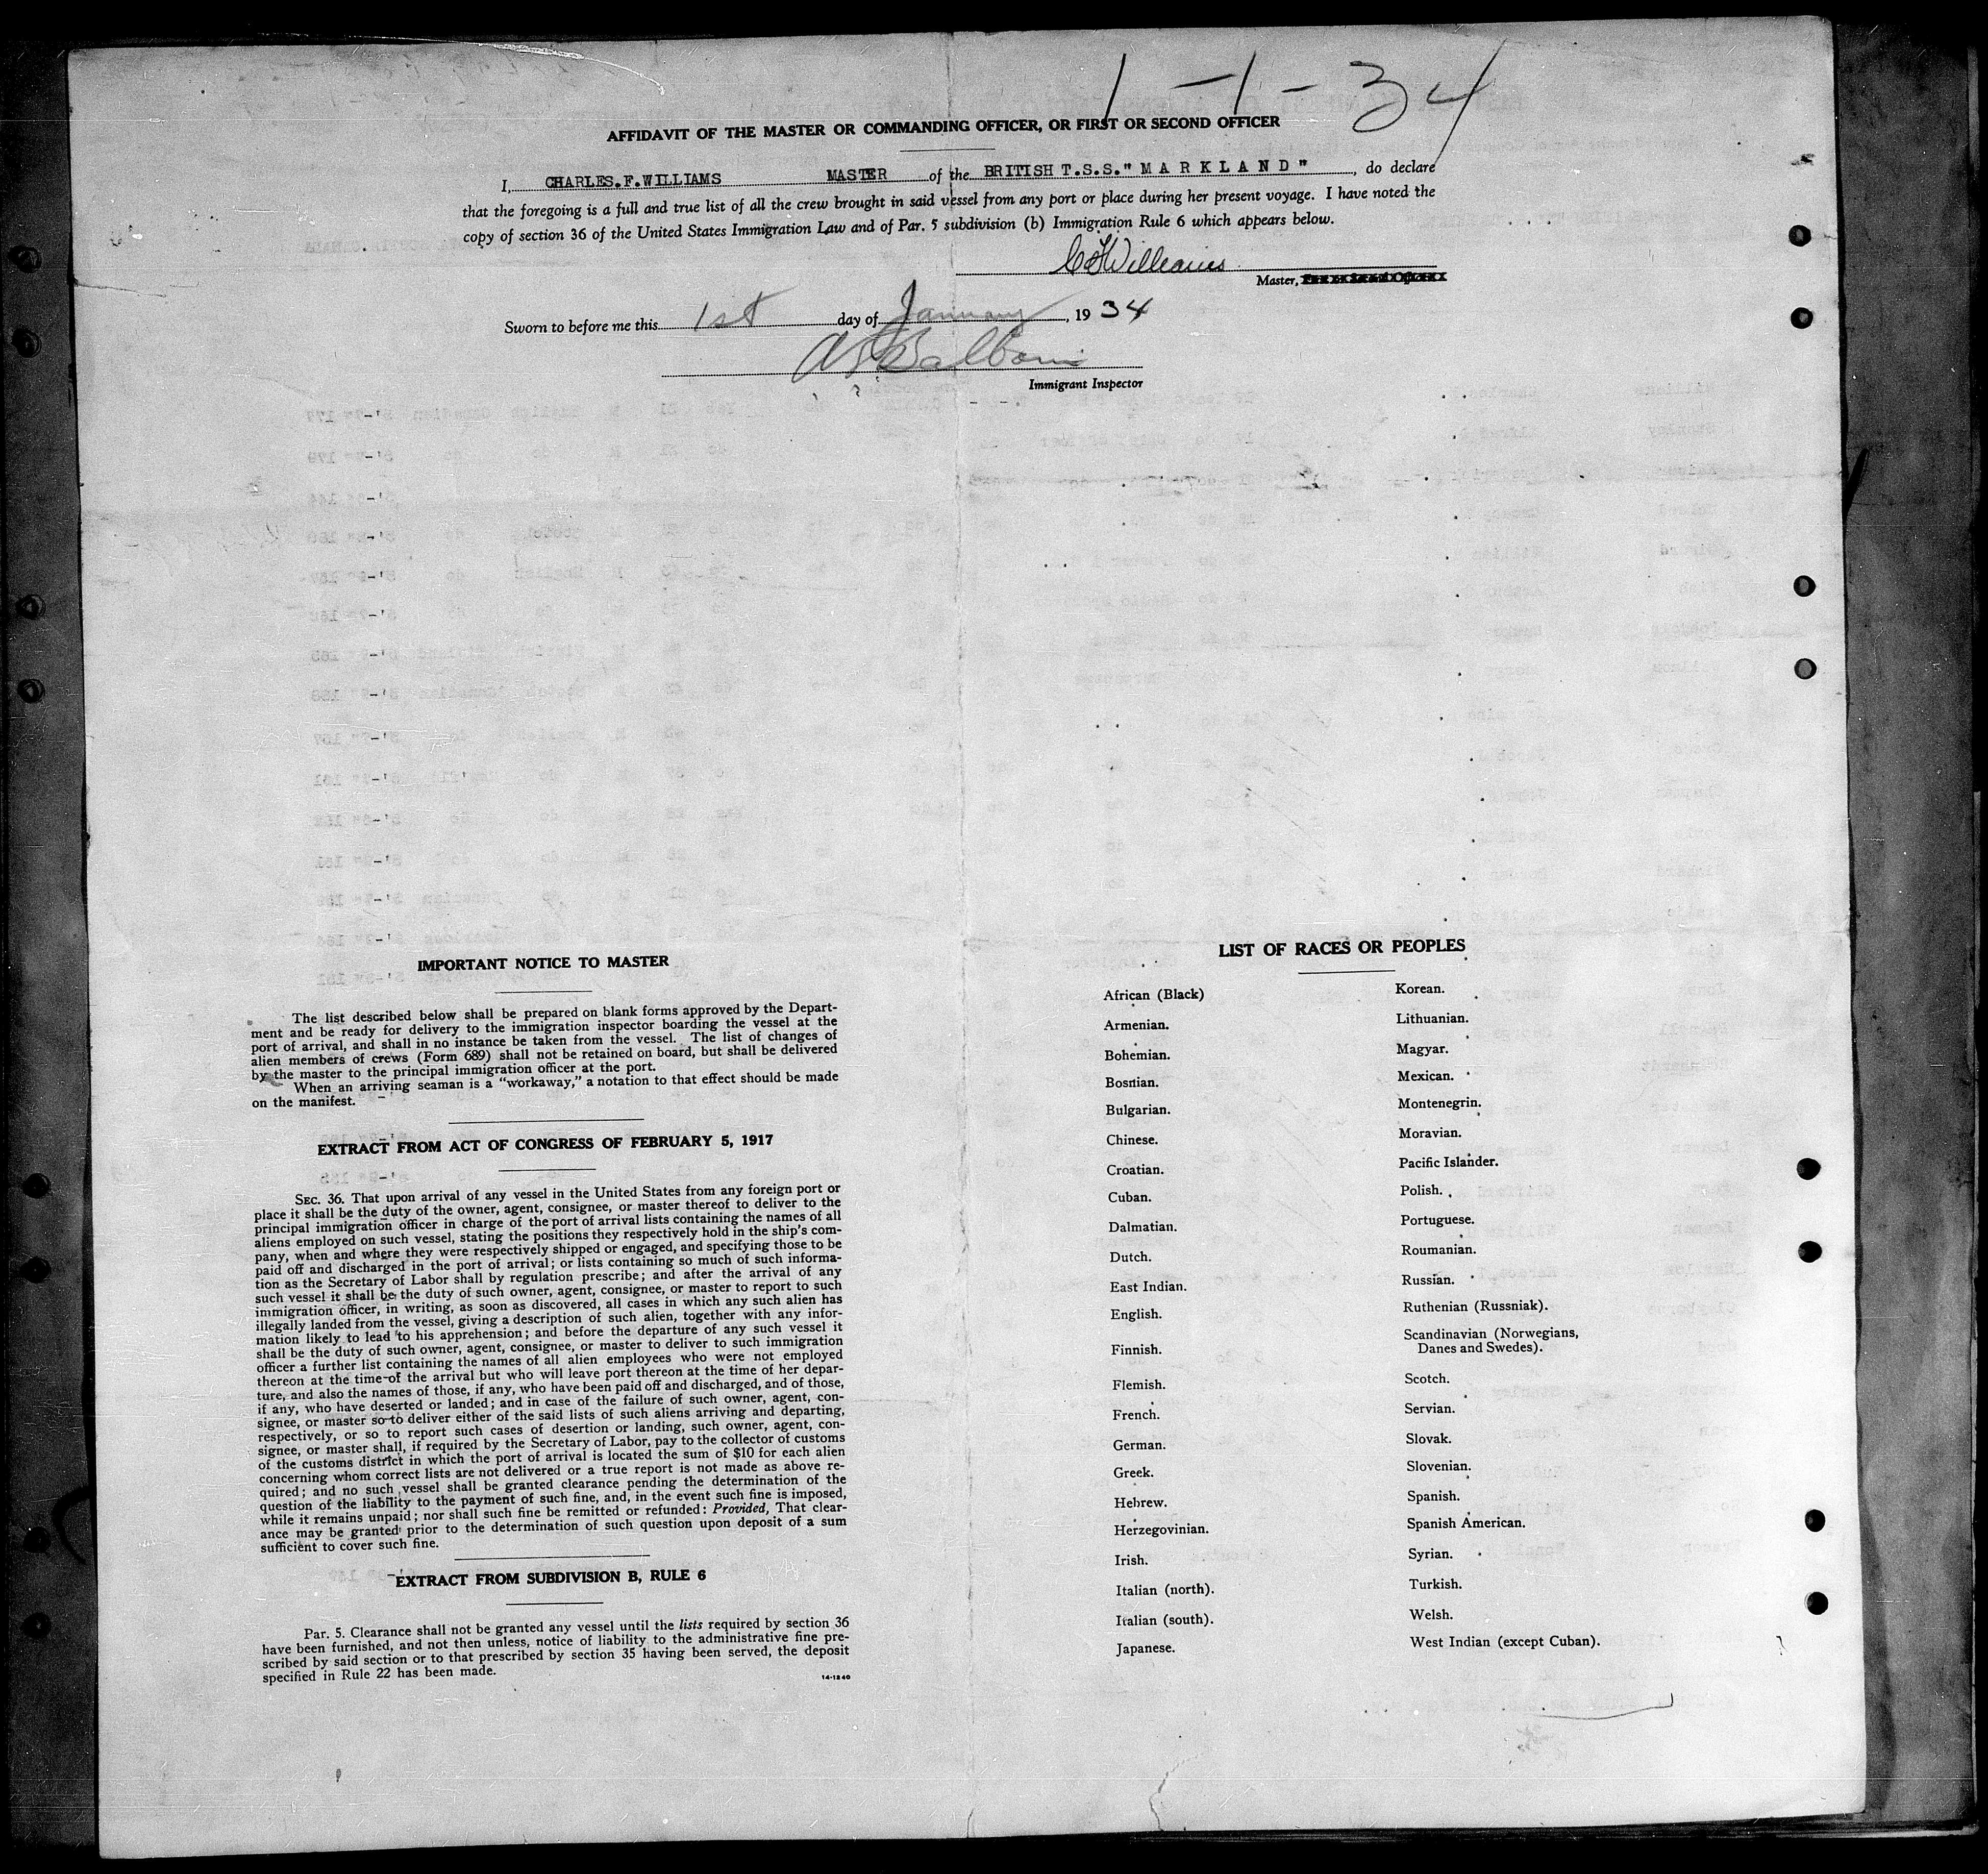 1-1-34
AFFIDAVIT OF THE MASTER OR COMMANDING OFFICER, OR FIRST OR SECOND OFFICER
I, CHARLES.F.WILLIAMS MASTER of the BRITISH T.S.S."MARKLAND", do declare
that the foregoing is a full and true list of all the crew brought in said vessel from any port or place during her present voyage. I have noted the
copy of section 36 of the United States Immigration Law and of Par. 5 subdivision (b) Immigration Rule 6 which appears below.
C F Williams
Master,
Sworn to before me this 1st day of January, 1934
Immigrant Inspector
IMPORTANT NOTICE TO MASTER
The list described below shall be prepared on blank forms approved by the Depart-
ment and be ready for delivery to the immigration inspector boarding the vessel at the
port of arrival, and shall in no instance be taken from the vessel. The list of changes of
alien members of crews (Form 689) shall not be retained on board, but shall be delivered
by the master to the principal immigration officer at the port.
When an arriving seaman is a "workaway," a notation to that effect should be made
on the manifest.
EXTRACT FROM ACT OF CONGRESS OF FEBRUARY 5, 1917
SEC. 36. That upon arrival of any vessel in the United States from any foreign port or
place it shall be the duty of the owner, agent, consignee, or master thereof to deliver to the
principal immigration officer in charge of the port of arrival lists containing the names of all
aliens employed on such vessel, stating the positions they respectively hold in the ship's com-
pany, when and where they were respectively shipped or engaged, and specifying those to be
paid off and discharged in the port of arrival; or lists containing so much of such informa-
tion as the Secretary of Labor shall by regulation prescribe; and after the arrival of any
such vessel it shall be the duty of such owner, agent, consignee, or master to report to such
immigration officer, in writing, as soon as discovered, all cases in which any such alien has
illegally landed from the vessel, giving a description of such alien, together with any infor-
mation likely to lead to his apprehension; and before the departure of any such vessel it
shall be the duty of such owner, agent, consignee, or master to deliver to such immigration
officer a further list containing the names of all alien employees who were not employed
thereon at the time of the arrival but who will leave port thereon at the time of her depar-
ture, and also the names of those, if any, who have been paid off and discharged, and of those,
if any, who have deserted or landed; and in case of the failure of such owner, agent, con-
signee, or master so to deliver either of the said lists of such aliens arriving and departing,
respectively, or so to report such cases of desertion or landing, such owner, agent, con-
signee, or master shall, if required by the Secretary of Labor, pay to the collector of customs
of the customs district in which the port of arrival is located the sum of $10 for each alien
concerning whom correct lists are not delivered or a true report is not made as above re-
quired; and no such vessel shall be granted clearance pending the determination of the
question of the liability to the payment of such fine, and, in the event such fine is imposed,
while it remains unpaid; nor shall such fine be remitted or refunded: Provided, That clear-
ance may be granted prior to the determination of such question upon deposit of a sum
sufficient to cover such fine.
EXTRACT FROM SUBDIVISION B, RULE 6
Par. 5. Clearance shall not be granted any vessel until the lists required by section 36
have been furnished, and not then unless, notice of liability to the administrative fine pre-
scribed by said section or to that prescribed by section 35 having been served, the deposit
specified in Rule 22 has been made.
14-1240
LIST OF RACES OR PEOPLES
African (Black)
Armenian.
Bohemian.
Bosnian.
Bulgarian.
Chinese.
Croatian.
Cuban.
Dalmatian.
Dutch.
East Indian.
English.
Finnish.
Flemish.
French.
German.
Greek.
Hebrew.
Herzegovinian.
Irish.
Italian (north).
Italian (south).
Japanese.
Korean.
Lithuanian.
Magyar.
Mexican.
Montenegrin.
Moravian.
Pacific Islander.
Polish.
Portuguese.
Roumanian.
Russian.
Ruthenian (Russniak).
Scandinavian (Norwegians,
Danes and Swedes).
Scotch.
Servian.
Slovak.
Slovenian.
Spanish.
Spanish American.
Syrian.
Turkish.
Welsh.
West Indian (except Cuban).